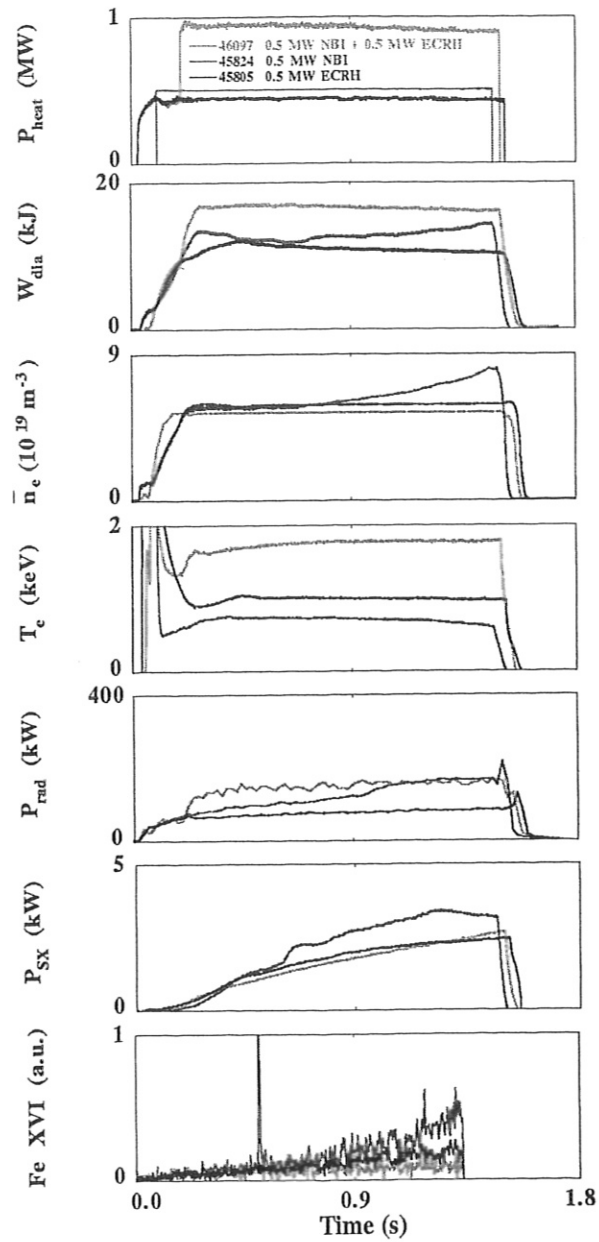 1
P_heat (MW)
46097 0.5 MW NBI + 0.5 MW ECRH
45824 0.5 MW NBI
45805 0.5 MW ECRH
0
20
W_dia (kJ)
0
9
n̄_e (10^19 m^-3)
0
2
T_e (keV)
0
400
P_rad (kW)
0
5
P_SX (kW)
0
1
Fe XVI (a.u.)
0
0.0 0.9 1.8
Time (s)